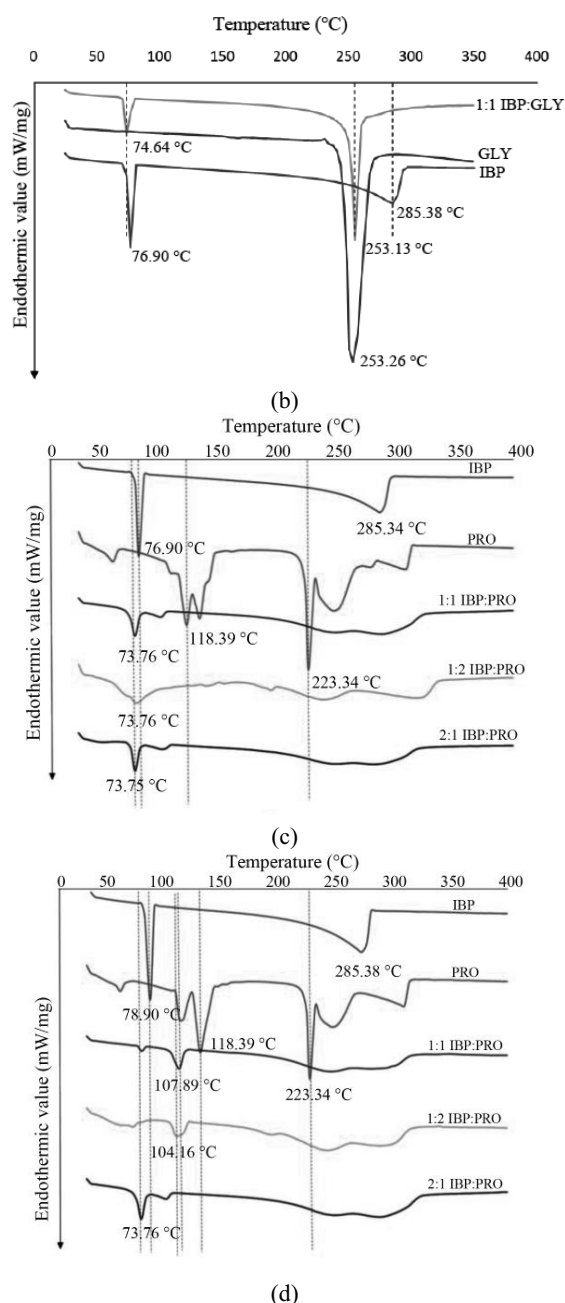 Temperature (°C)
0 50 100 150 200 250 300 350 400
Endothermic value (mW/mg)
1:1 IBP:GLY
74.64 °C
GLY
IBP
285.38 °C
76.90 °C
253.13 °C
253.26 °C
(b)
Temperature (°C)
0 50 100 150 200 250 300 350 400
Endothermic value (mW/mg)
IBP
285.34 °C
PRO
76.90 °C
1:1 IBP:PRO
118.39 °C
73.76 °C
223.34 °C
1:2 IBP:PRO
73.76 °C
2:1 IBP:PRO
73.75 °C
(c)
Temperature (°C)
0 50 100 150 200 250 300 350 400
Endothermic value (mW/mg)
IBP
285.38 °C
PRO
78.90 °C
118.39 °C
1:1 IBP:PRO
107.89 °C
223.34 °C
1:2 IBP:PRO
104.16 °C
2:1 IBP:PRO
73.76 °C
(d)